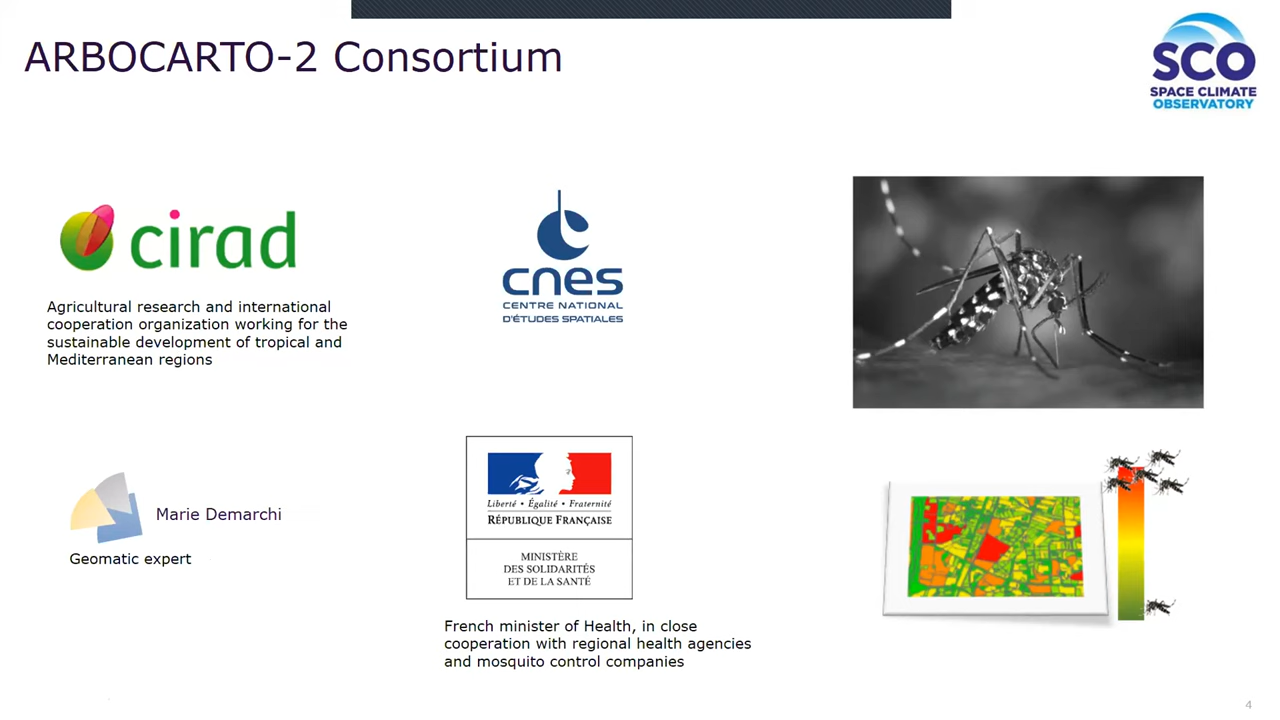 ARBOCARTO-2 Consortium
SCO
SPACE CLIMATE
OBSERVATORY
cirad
Agricultural research and international
cooperation organization working for the
sustainable development of tropical and
Mediterranean regions
cnes
CENTRE NATIONAL
D'ÉTUDES SPATIALES
Marie Demarchi
Geomatic expert
Liberté • Égalité • Fraternité
RÉPUBLIQUE FRANÇAISE
MINISTÈRE
DES SOLIDARITÉS
ET DE LA SANTÉ
French minister of Health, in close
cooperation with regional health agencies
and mosquito control companies
4